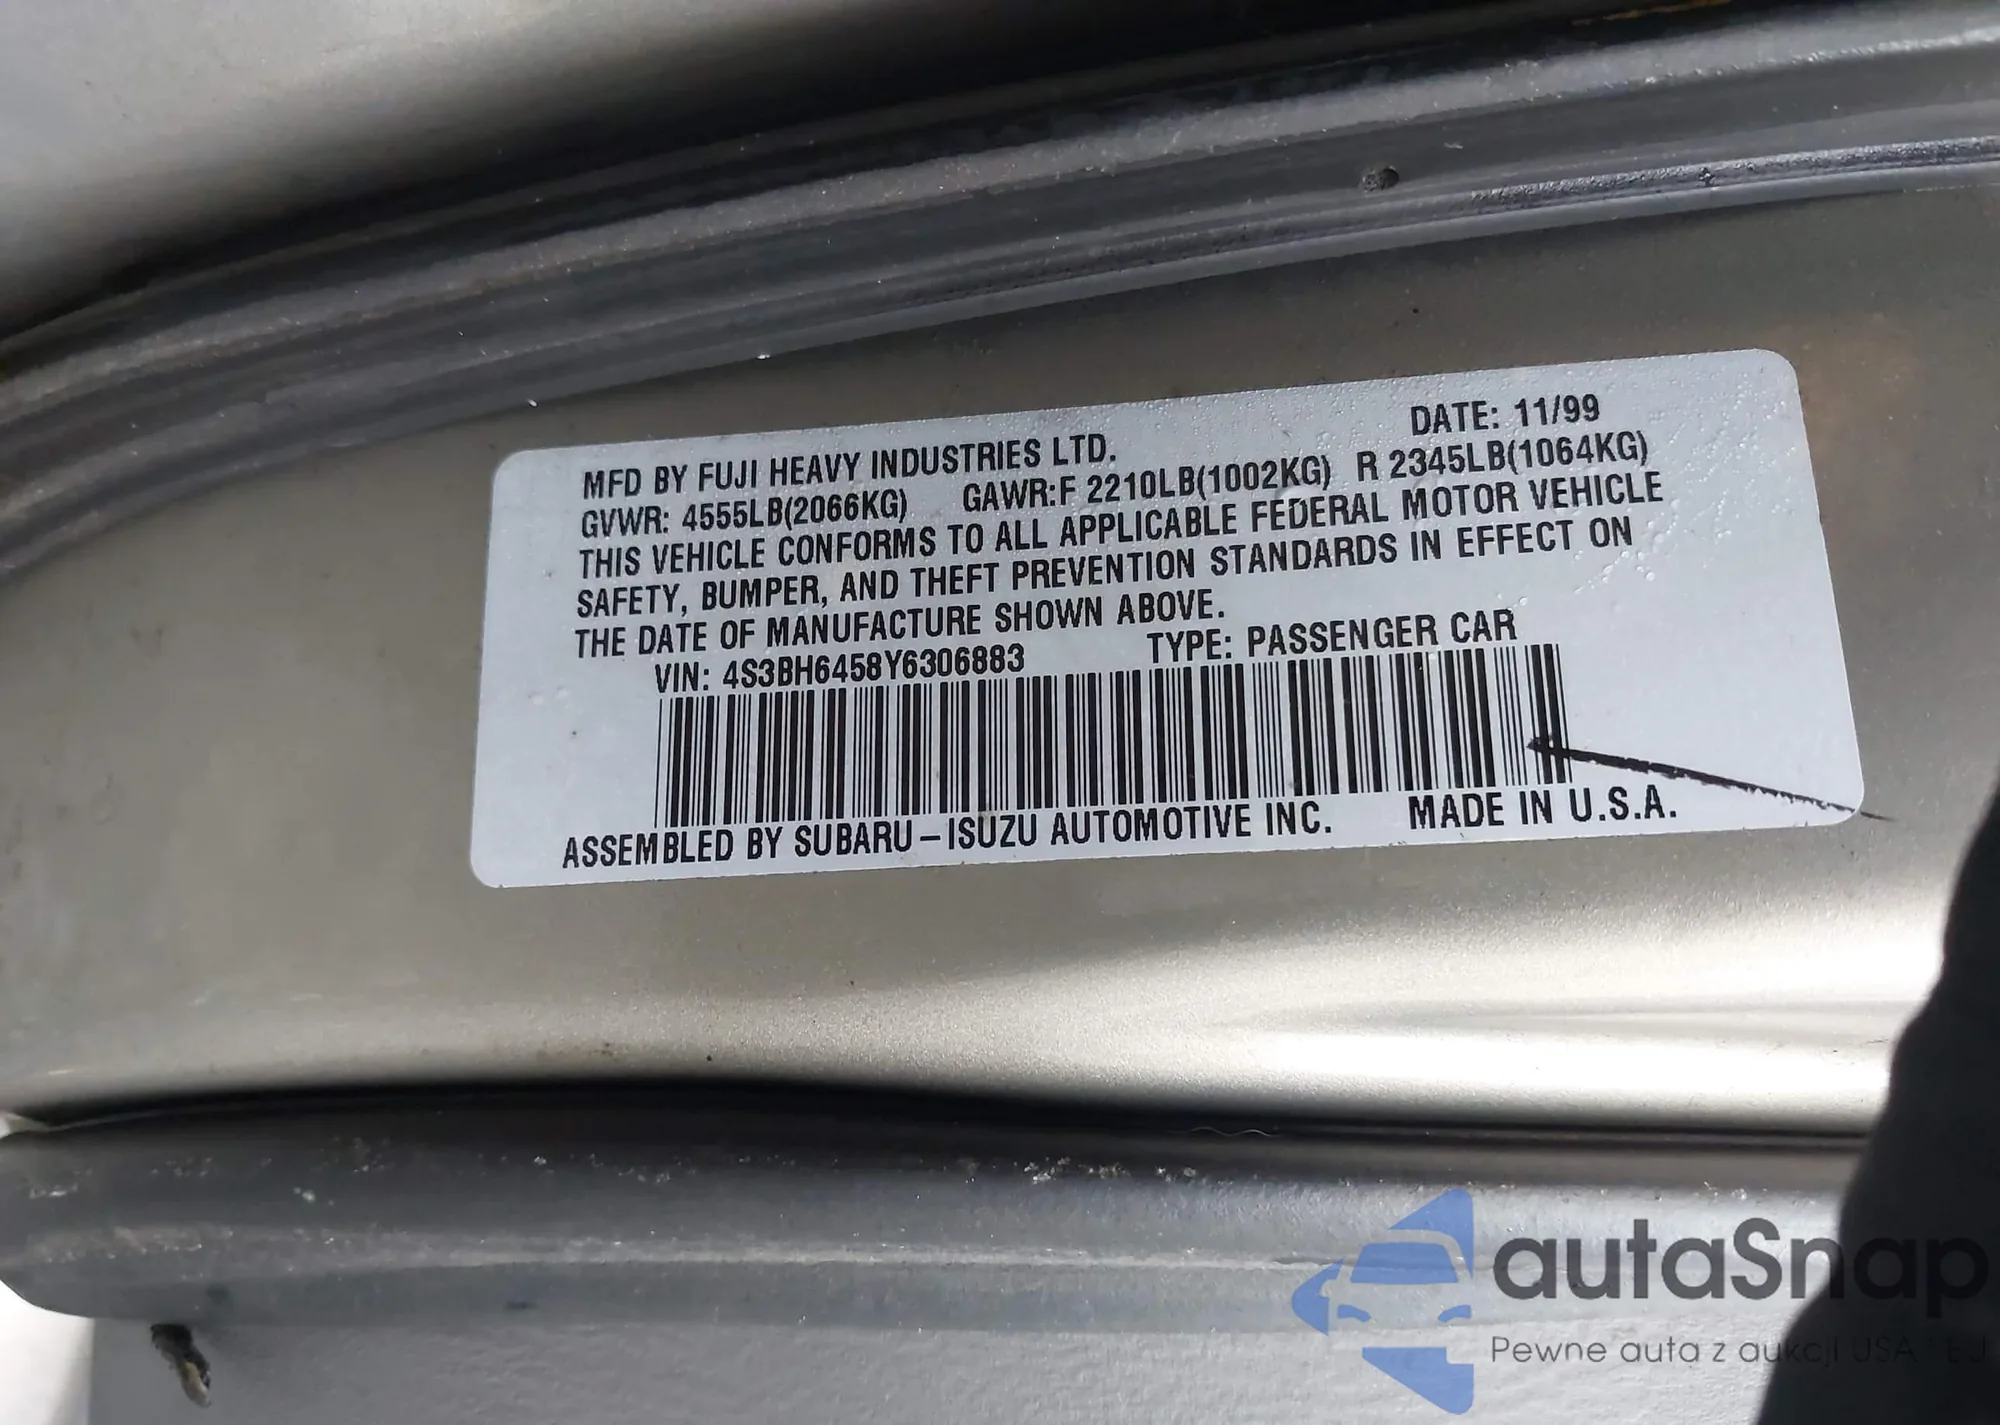 MFD BY FUJI HEAVY INDUSTRIES LTD. DATE: 11/99
GVWR: 4555LB(2066KG) GAWR:F 2210LB(1002KG) R 2345LB(1064KG)
THIS VEHICLE CONFORMS TO ALL APPLICABLE FEDERAL MOTOR VEHICLE
SAFETY, BUMPER, AND THEFT PREVENTION STANDARDS IN EFFECT ON
THE DATE OF MANUFACTURE SHOWN ABOVE.
VIN: 4S3BH6458Y6306883 TYPE: PASSENGER CAR
ASSEMBLED BY SUBARU-ISUZU AUTOMOTIVE INC. MADE IN U.S.A.
autaSnap
Pewne auta z aukcji USA